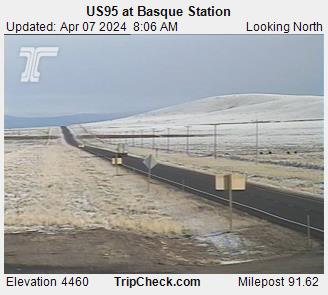 US95 at Basque Station
Updated: Apr 07 2024 8:06 AM Looking North
Elevation 4460 TripCheck.com Milepost 91.62